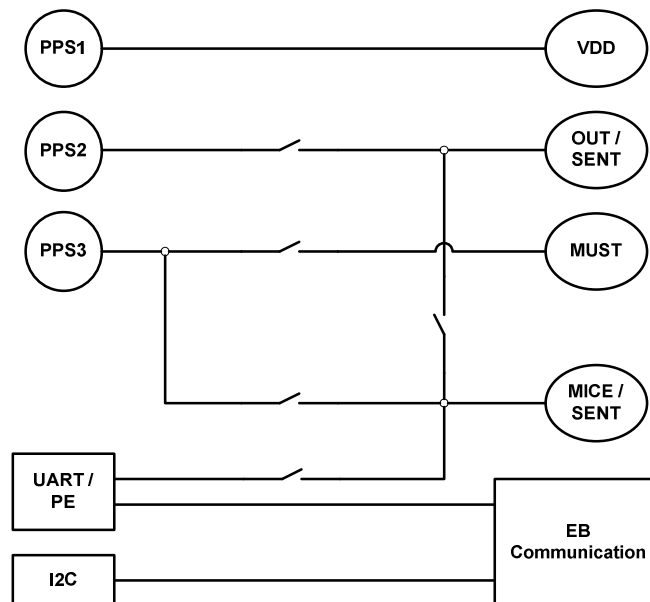 PPS1
VDD
PPS2
OUT /
SENT
PPS3
MUST
MICE /
SENT
UART /
PE
EB
Communication
I2C